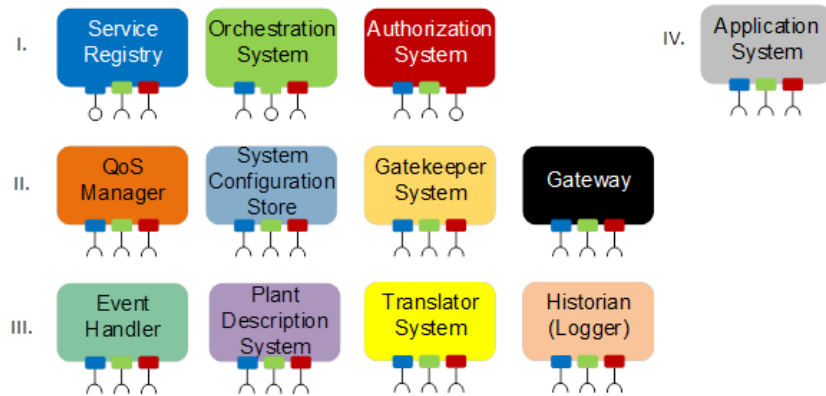 I.
Service
Registry
Orchestration
System
Authorization
System
IV.
Application
System
II.
QoS
Manager
System
Configuration
Store
Gatekeeper
System
Gateway
III.
Event
Handler
Plant
Description
System
Translator
System
Historian
(Logger)